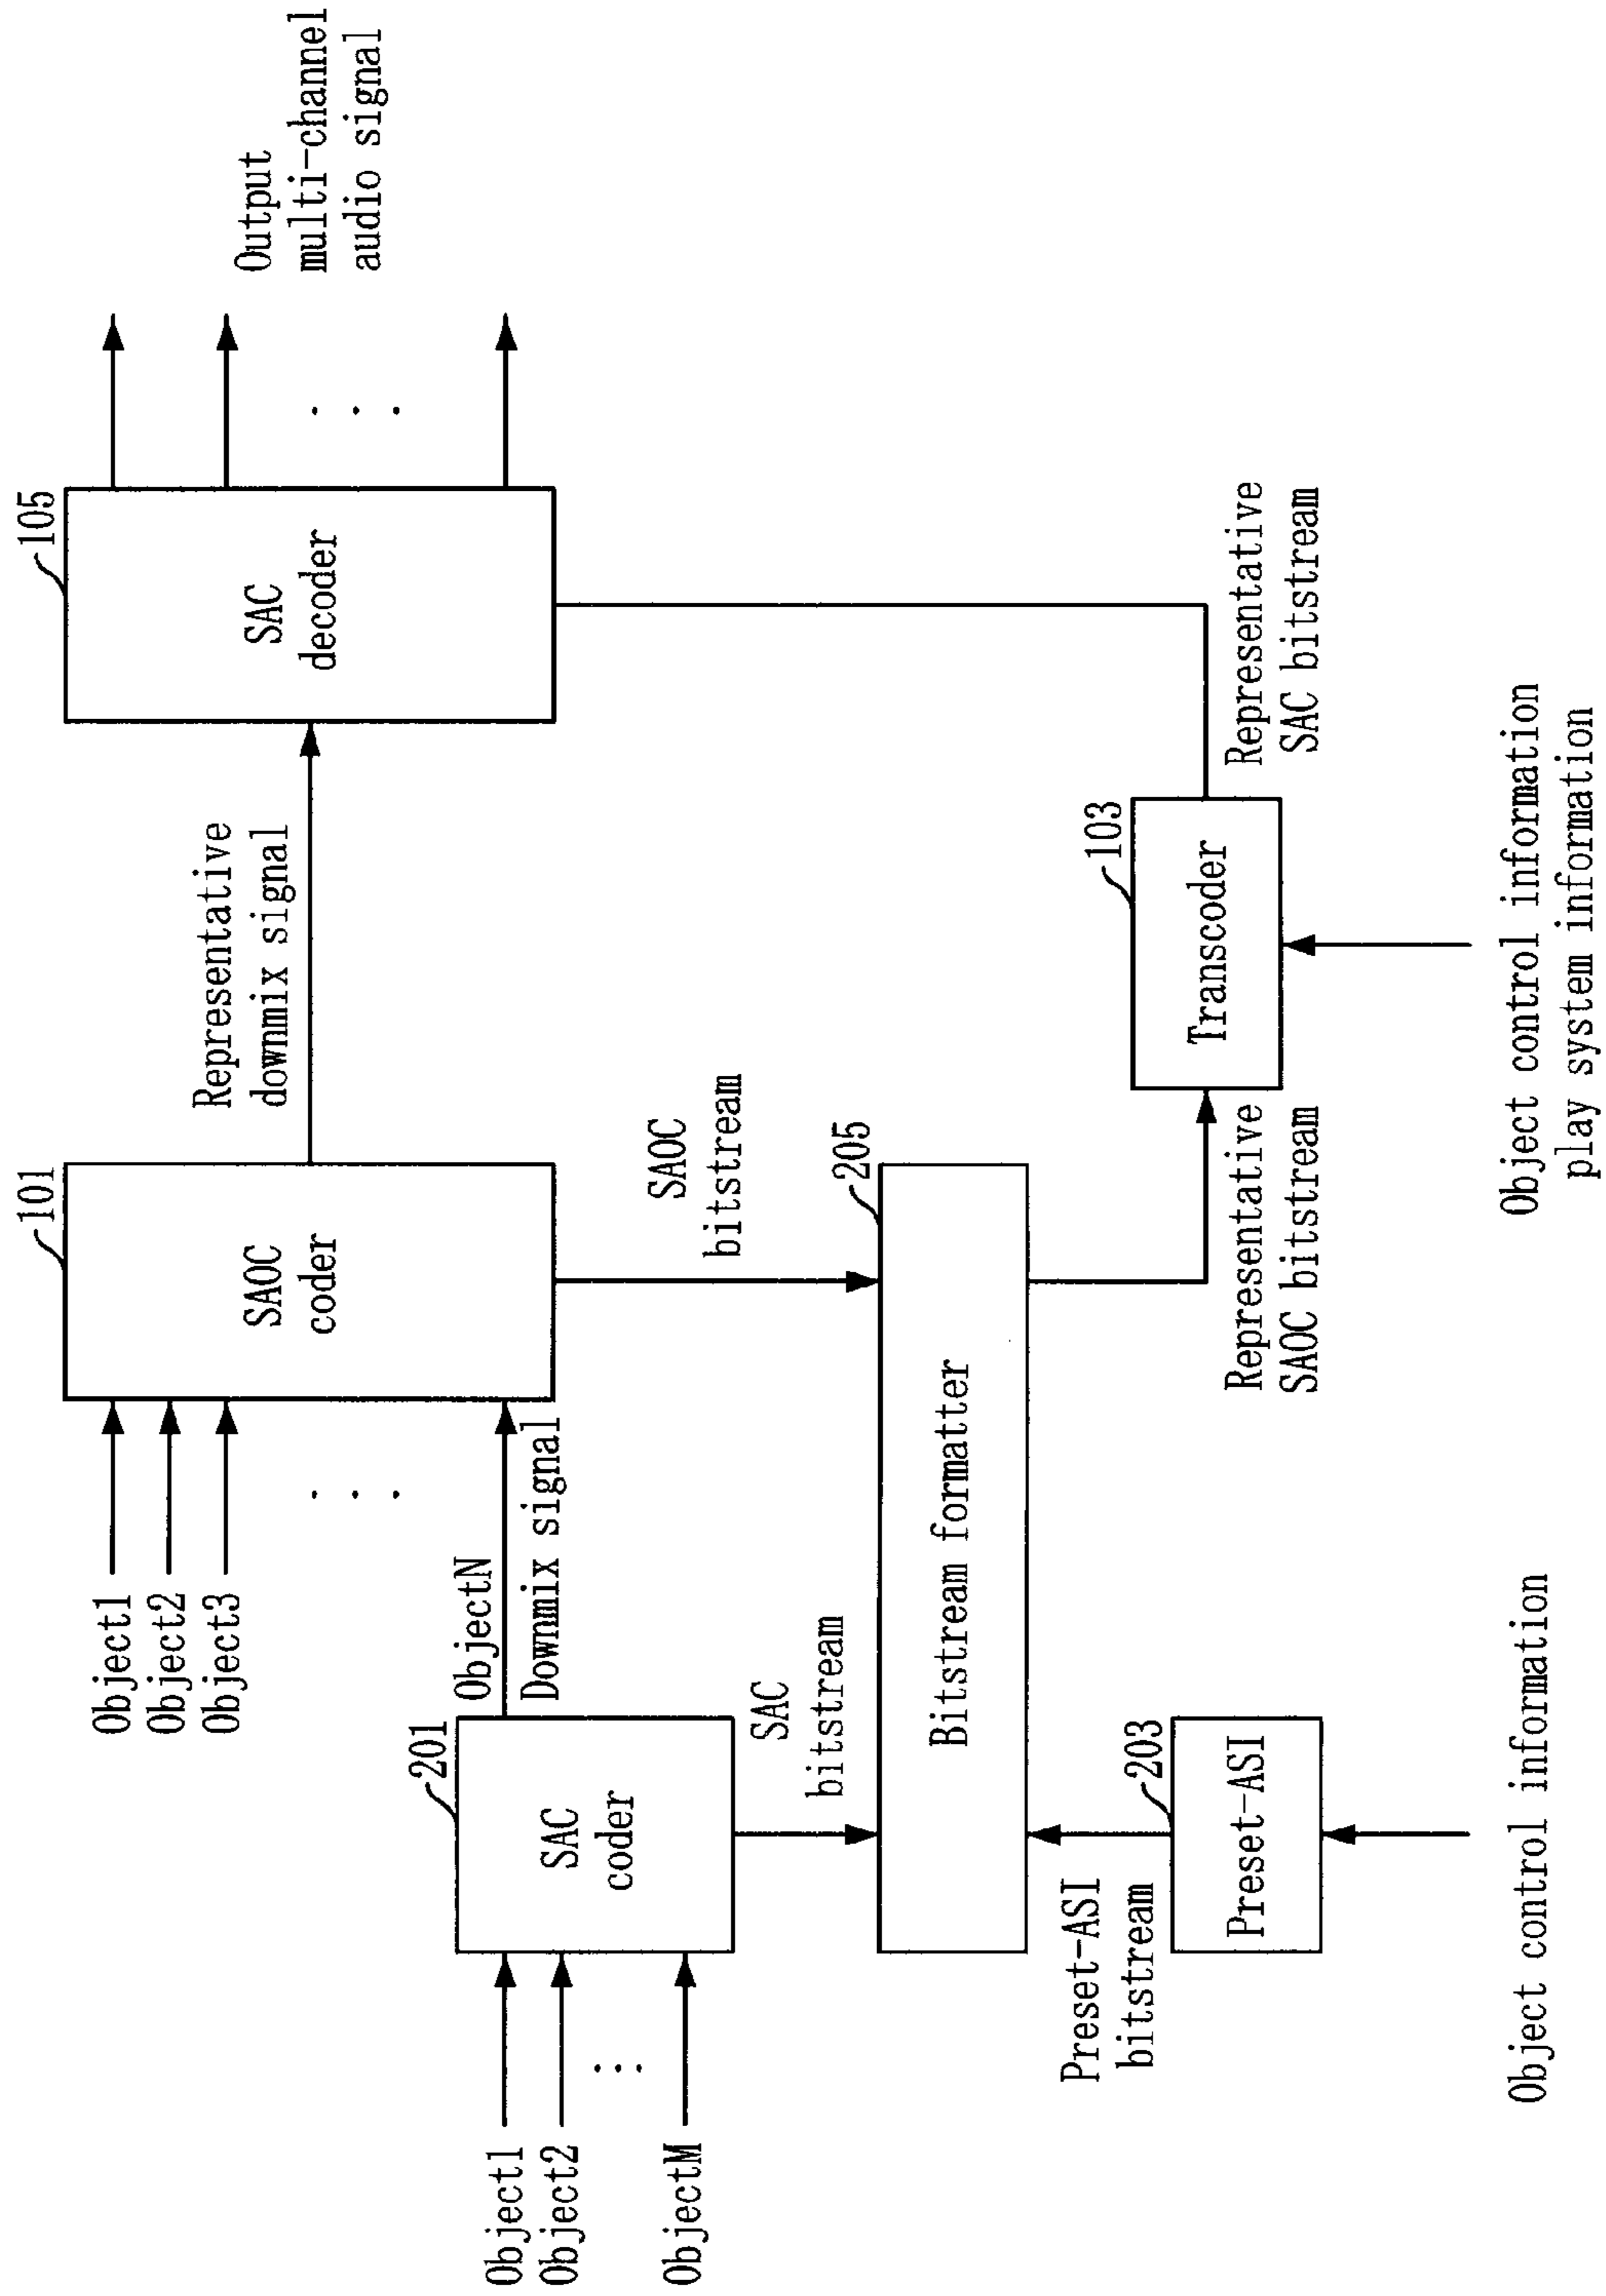 Object1
Object2
Object3
101
SAOC
coder
Representative
downmix signal
105
SAC
decoder
Output
multi-channel
audio signal
Object1
Object2
ObjectM
201
SAC
coder
ObjectN
Downmix signal
SAC
bitstream
SAOC
bitstream
205
Bitstream formatter
Preset-ASI
bitstream
203
Preset-ASI
Object control information
Representative
SAOC bitstream
103
Transcoder
Representative
SAC bitstream
Object control information
play system information